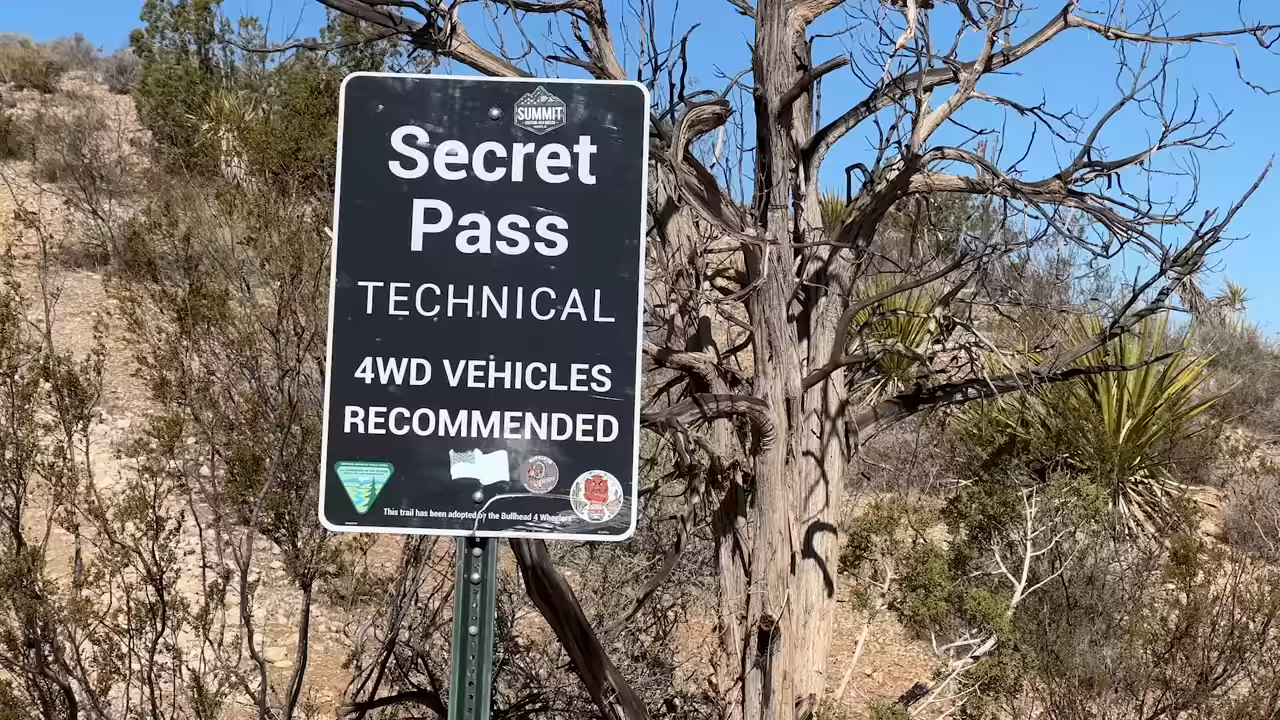 SUMMIT
Secret
Pass
TECHNICAL
4WD VEHICLES
RECOMMENDED
This trail has been adopted by the Bullhead 4 Wheelers